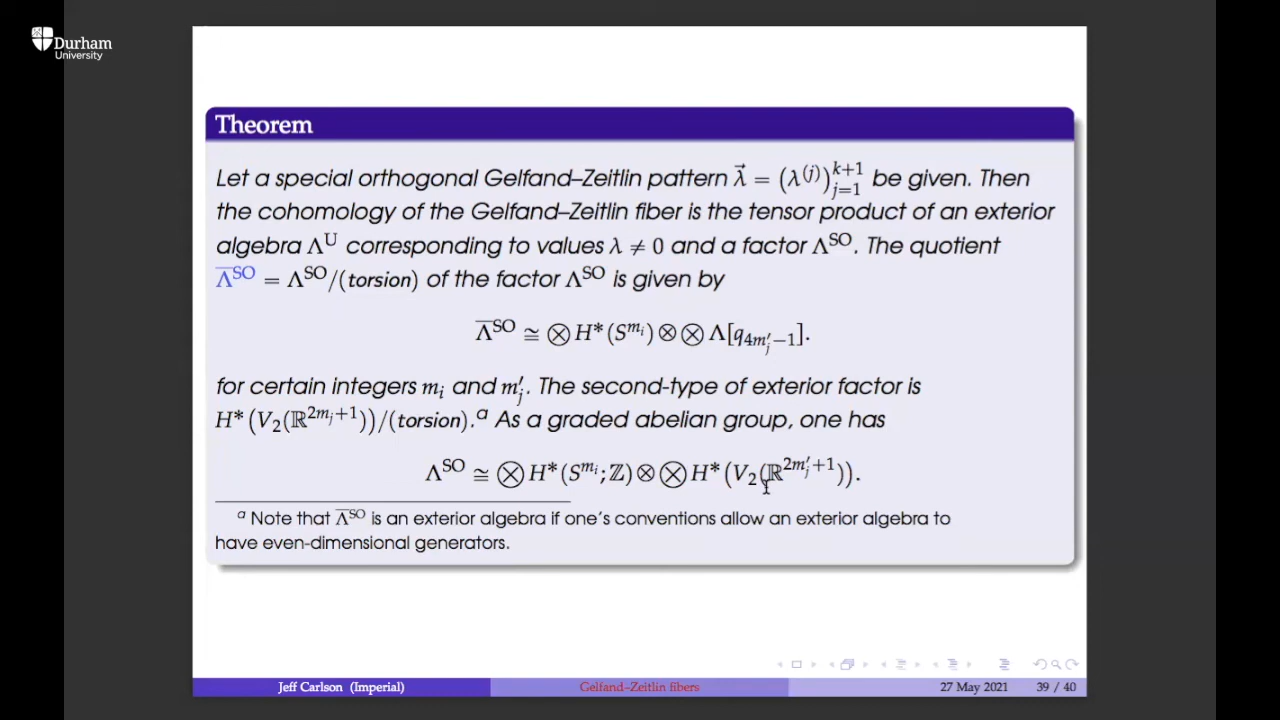 Durham
University
Theorem
Let a special orthogonal Gelfand–Zeitlin pattern $\vec{\lambda} = (\lambda^{(j)})_{j=1}^{k+1}$ be given. Then
the cohomology of the Gelfand–Zeitlin fiber is the tensor product of an exterior
algebra $\Lambda^{\mathrm{U}}$ corresponding to values $\lambda \neq 0$ and a factor $\Lambda^{\mathrm{SO}}$. The quotient
$\overline{\Lambda}^{\mathrm{SO}} = \Lambda^{\mathrm{SO}}/(torsion)$ of the factor $\Lambda^{\mathrm{SO}}$ is given by
$\overline{\Lambda}^{\mathrm{SO}} \cong \bigotimes H^*(S^{m_i}) \otimes \bigotimes \Lambda[q_{4m'_j-1}].$
for certain integers $m_i$ and $m'_j$. The second-type of exterior factor is
$H^*(V_2(\mathbb{R}^{2m_j+1}))/(torsion).^a$ As a graded abelian group, one has
$\Lambda^{\mathrm{SO}} \cong \bigotimes H^*(S^{m_i}; \mathbb{Z}) \otimes \bigotimes H^*(V_2(\mathbb{R}^{2m'_j+1})).$
$^a$ Note that $\overline{\Lambda}^{\mathrm{SO}}$ is an exterior algebra if one's conventions allow an exterior algebra to
have even-dimensional generators.
Jeff Carlson (Imperial) Gelfand–Zeitlin fibers 27 May 2021 39 / 40